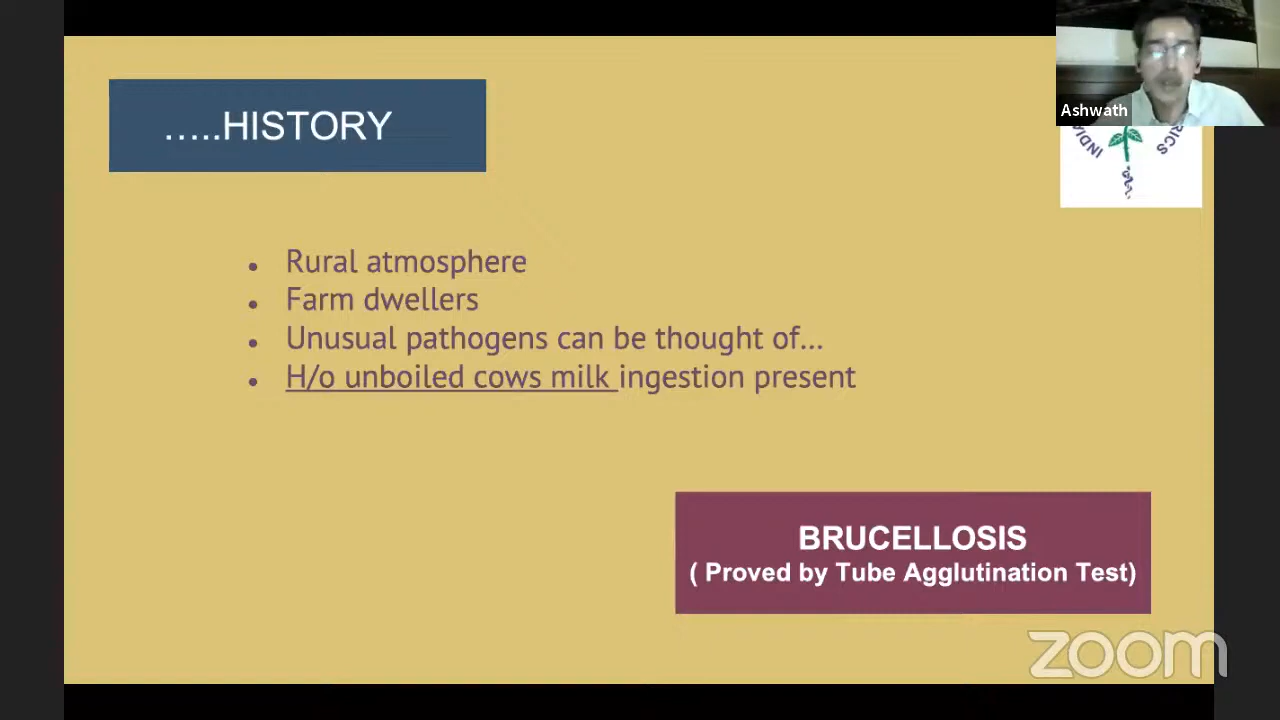 …..HISTORY
Ashwath
● Rural atmosphere
● Farm dwellers
● Unusual pathogens can be thought of…
● H/o unboiled cows milk ingestion present
BRUCELLOSIS
( Proved by Tube Agglutination Test)
zoom